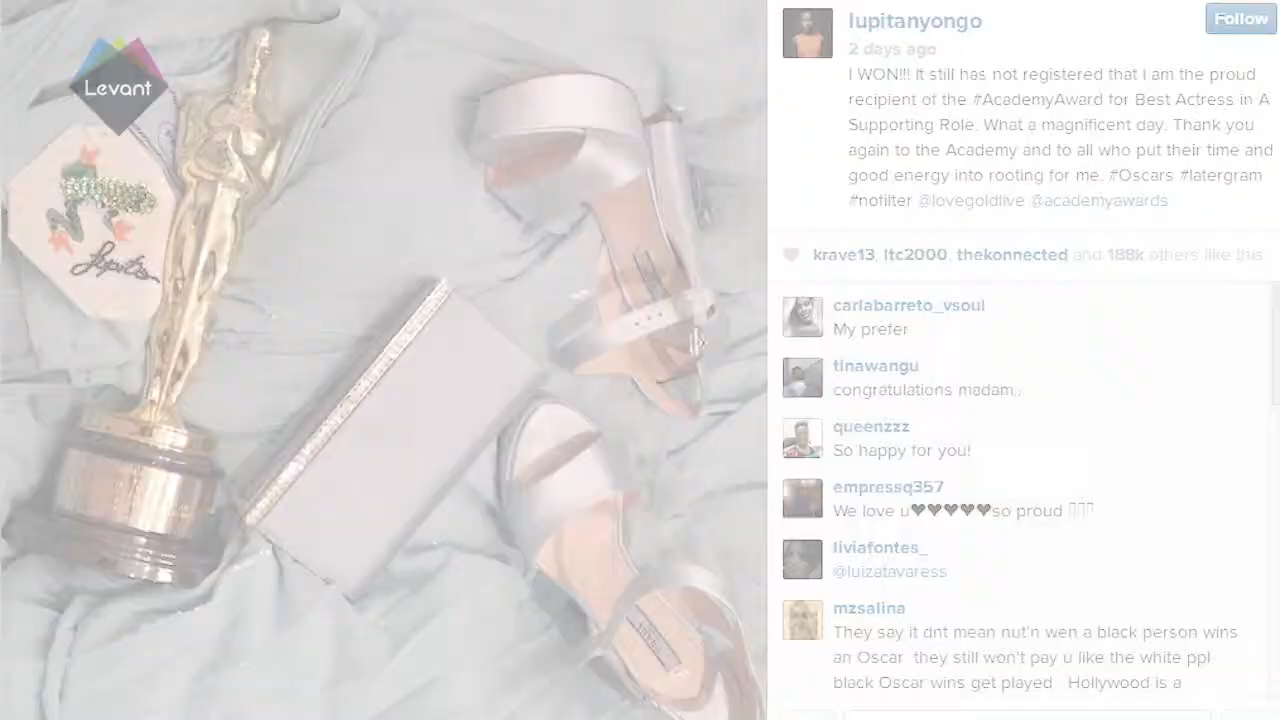 Levant
Lupita
lupitanyongo
Follow
2 days ago
I WON!!! It still has not registered that I am the proud
recipient of the #AcademyAward for Best Actress in A
Supporting Role. What a magnificent day. Thank you
again to the Academy and to all who put their time and
good energy into rooting for me. #Oscars #latergram
#nofilter @lovegoldlive @academyawards
krave13, ltc2000, thekonnected and 188k others like this.
carlabarreto_vsoul
My prefer
tinawangu
congratulations madam..
queenzzz
So happy for you!
empressq357
We love u♥♥♥♥♥so proud
liviafontes_
@luizatavaress
mzsalina
They say it dnt mean nut'n wen a black person wins
an Oscar they still won't pay u like the white ppl
black Oscar wins get played Hollywood is a